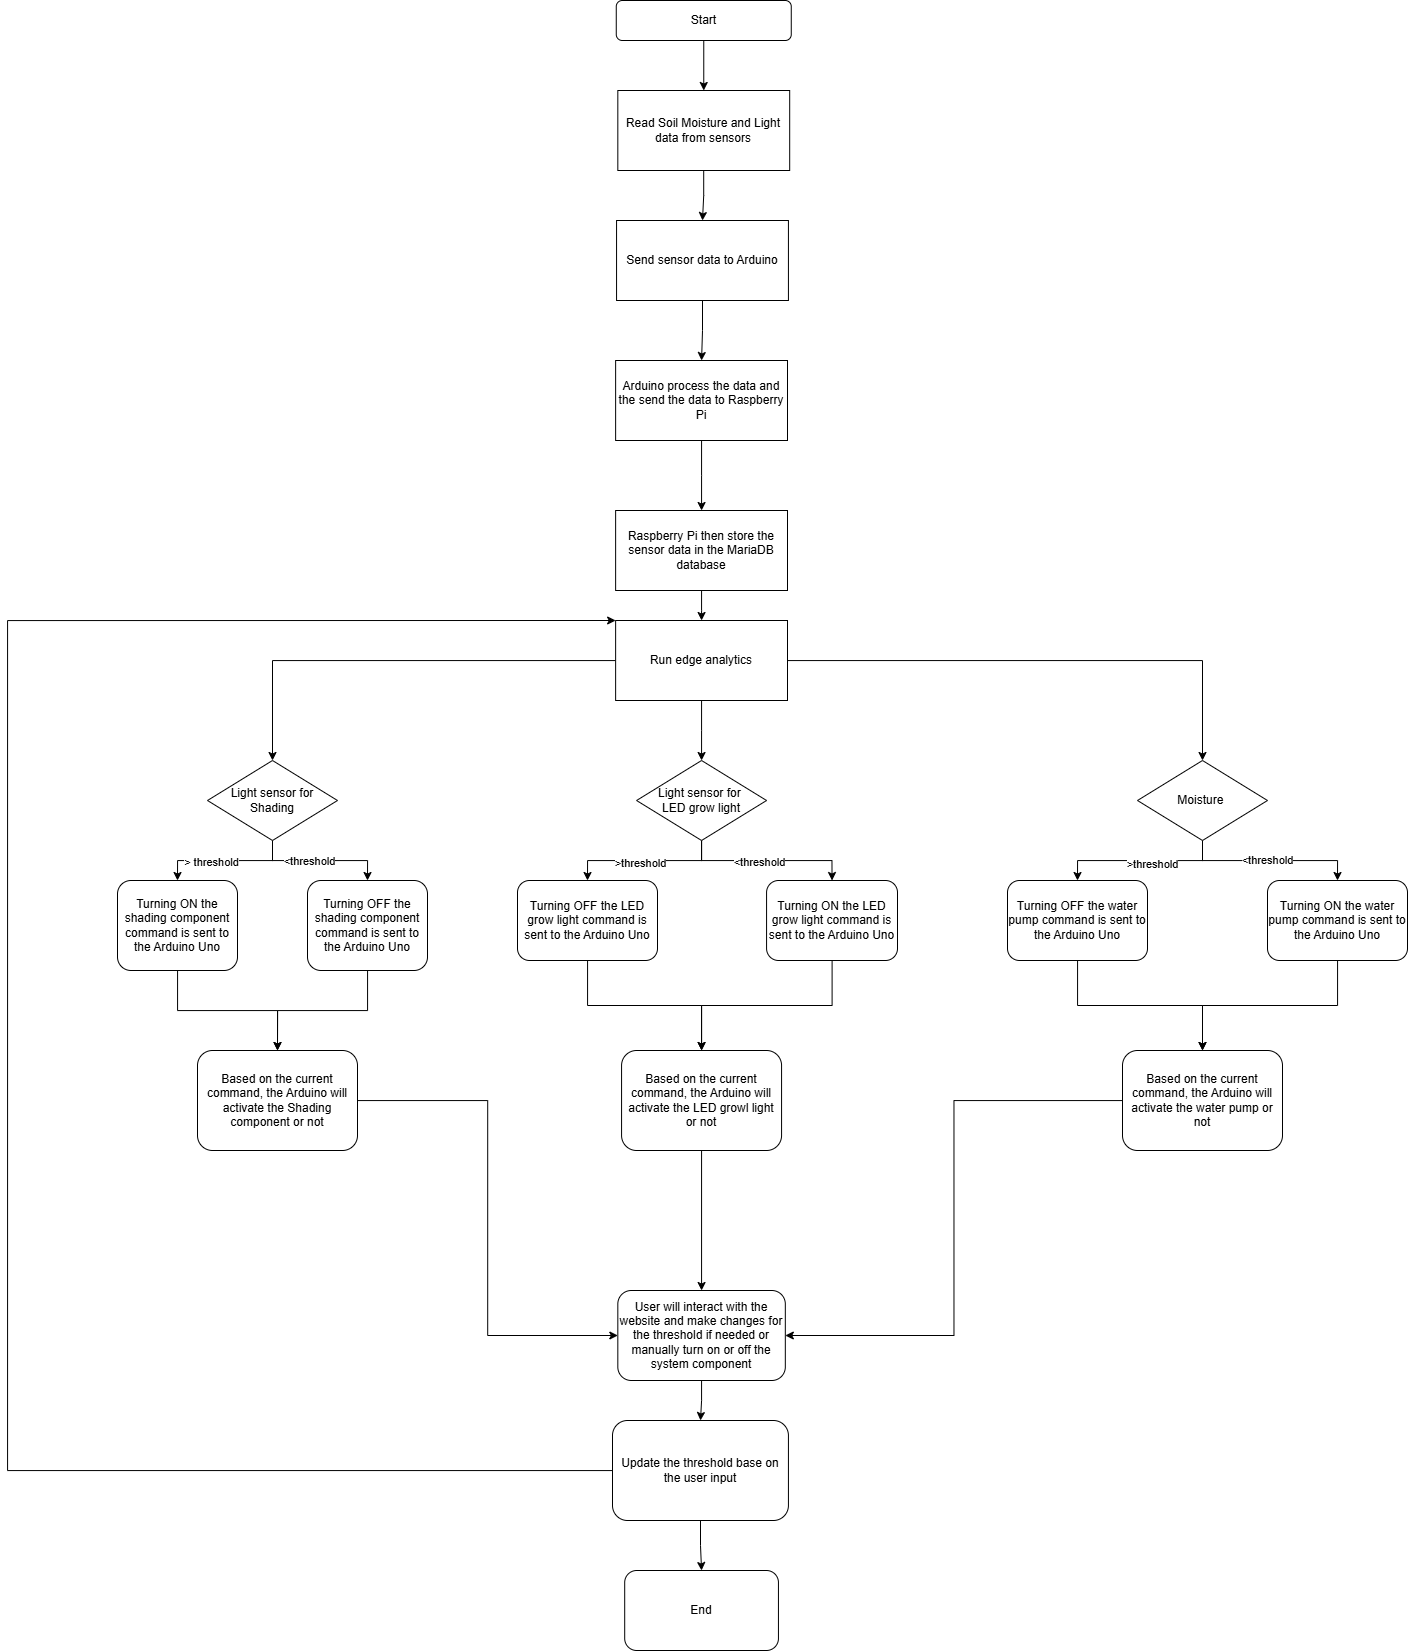 Start
Read Soil Moisture and Light
data from sensors
Send sensor data to Arduino
Arduino process the data and
the send the data to Raspberry
Pi
Raspberry Pi then store the
sensor data in the MariaDB
database
Run edge analytics
Light sensor for
Shading
Light sensor for
LED grow light
Moisture
> threshold
<threshold
>threshold
<threshold
>threshold
<threshold
Turning ON the
shading component
command is sent to
the Arduino Uno
Turning OFF the
shading component
command is sent to
the Arduino Uno
Turning OFF the LED
grow light command is
sent to the Arduino Uno
Turning ON the LED
grow light command is
sent to the Arduino Uno
Turning OFF the water
pump command is sent to
the Arduino Uno
Turning ON the water
pump command is sent to
the Arduino Uno
Based on the current
command, the Arduino will
activate the Shading
component or not
Based on the current
command, the Arduino will
activate the LED growl light
or not
Based on the current
command, the Arduino will
activate the water pump or
not
User will interact with the
website and make changes for
the threshold if needed or
manually turn on or off the
system component
Update the threshold base on
the user input
End